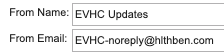 From Name: EVHC Updates
From Email: EVHC-noreply@hlthben.com